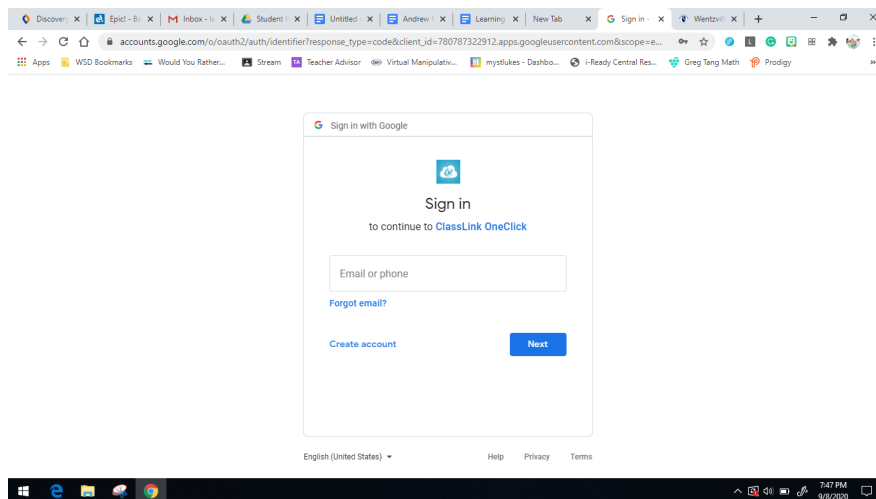 Discovery Epic! - Bo Inbox - le Student Untitled Andrew Learning New Tab Sign in - Wentzvill
accounts.google.com/o/oauth2/auth/identifier?response_type=code&client_id=780787322912.apps.googleusercontent.com&scope=e...
Apps WSD Bookmarks Would You Rather... Stream TA Teacher Advisor Virtual Manipulativ... mystlukes - Dashbo... i-Ready Central Res... Greg Tang Math Prodigy
Sign in with Google
Sign in
to continue to ClassLink OneClick
Email or phone
Forgot email?
Create account Next
English (United States) Help Privacy Terms
7:47 PM
9/8/2020